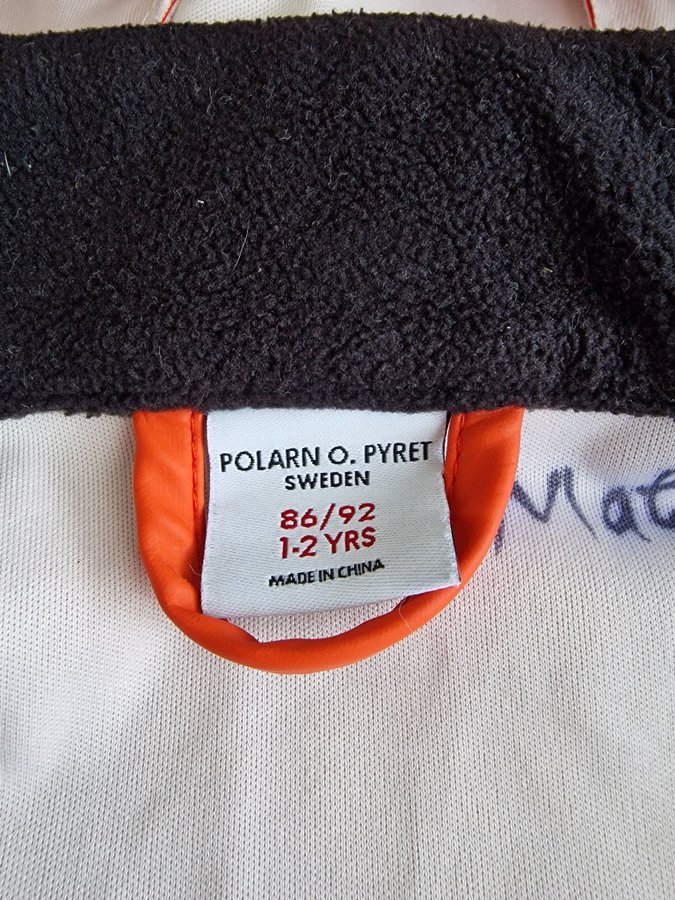 POLARN O. PYRET
SWEDEN
86/92
1-2 YRS
MADE IN CHINA